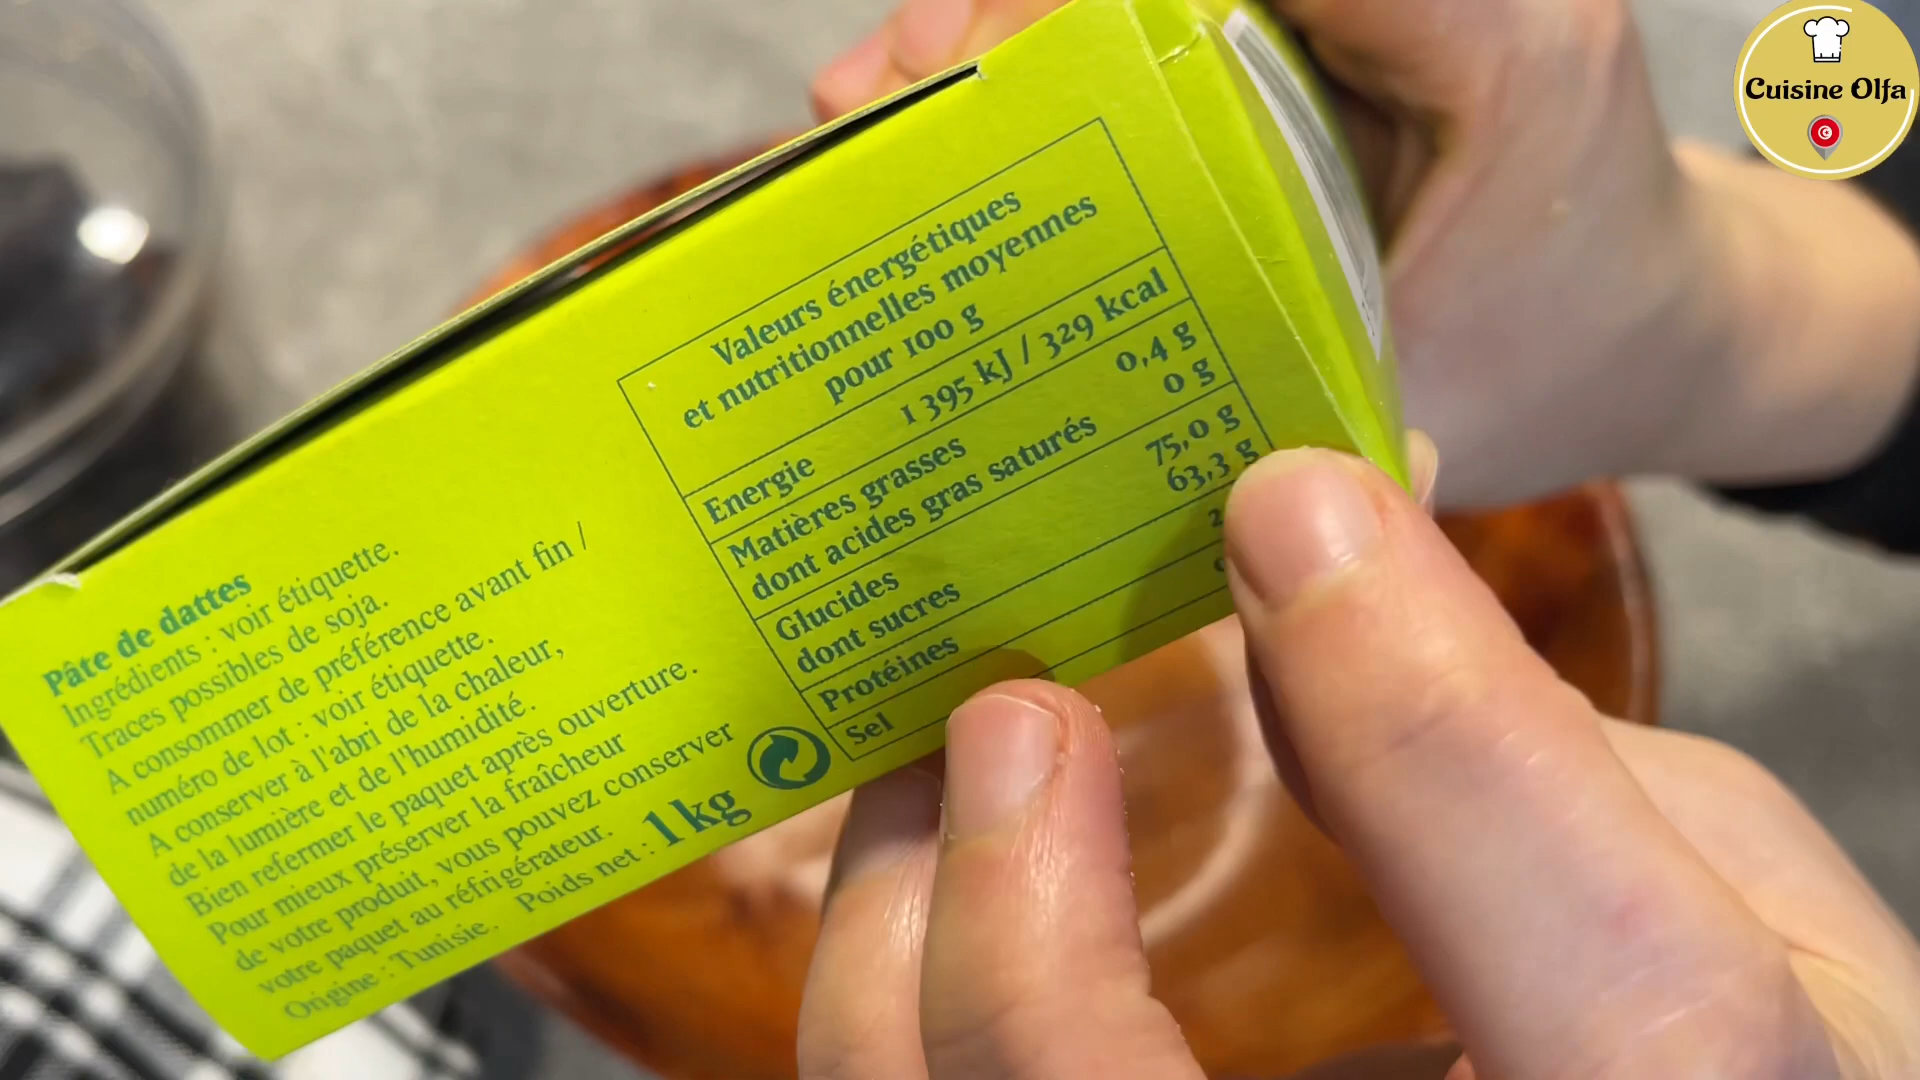 Cuisine Olfa
Valeurs énergétiques
et nutritionnelles moyennes
pour 100 g
Energie 1 395 kJ / 329 kcal
Matières grasses 0,4 g
dont acides gras saturés 0 g
Glucides 75,0 g
dont sucres 63,3 g
Protéines
Sel
Pâte de dattes
Ingrédients : voir étiquette.
Traces possibles de soja.
A consommer de préférence avant fin /
numéro de lot : voir étiquette.
A conserver à l'abri de la chaleur,
de la lumière et de l'humidité.
Bien refermer le paquet après ouverture.
Pour mieux préserver la fraîcheur
de votre produit, vous pouvez conserver
votre paquet au réfrigérateur.
Origine : Tunisie. Poids net : 1 kg